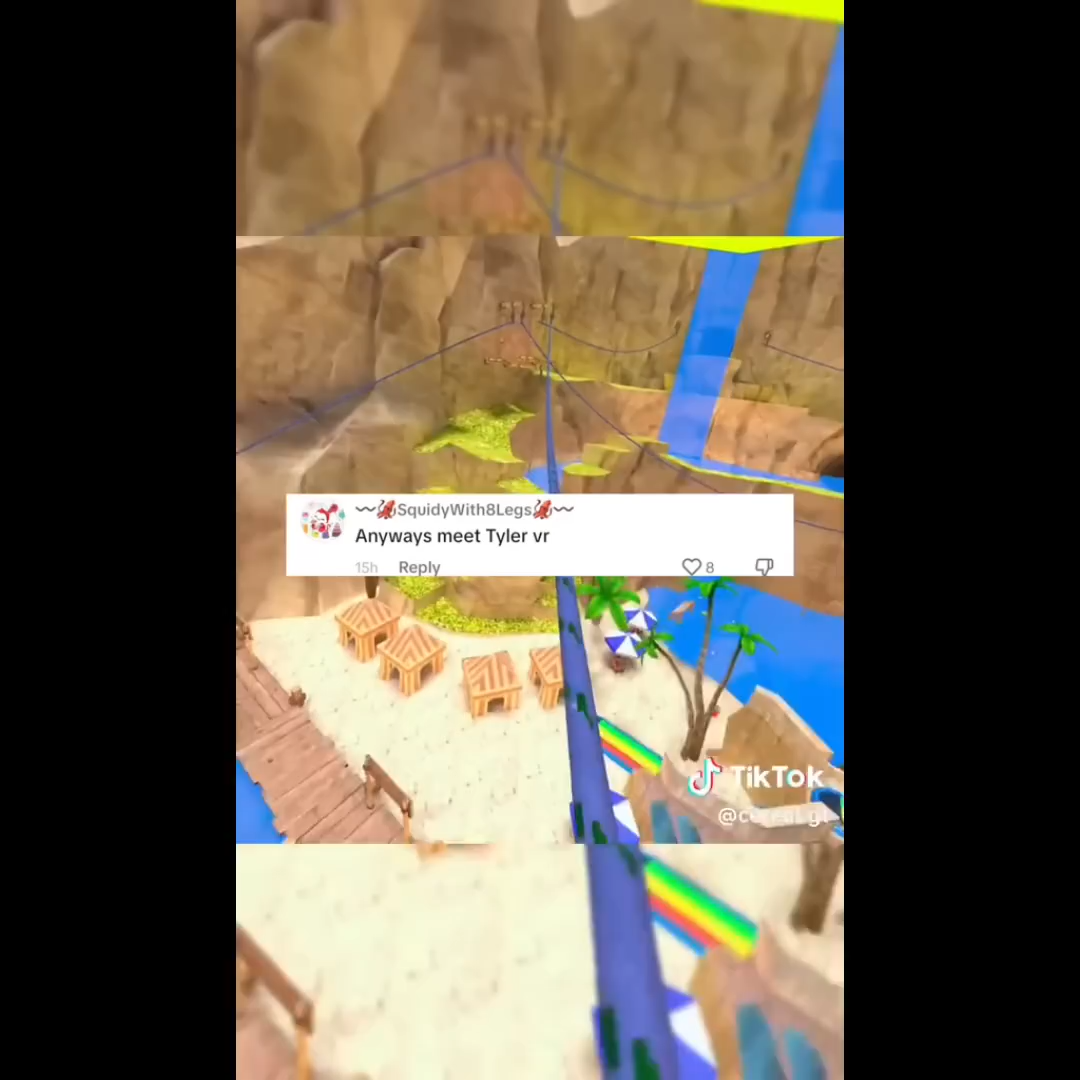 〰️🦑SquidyWith8Legs🦑〰️
Anyways meet Tyler vr
15h Reply 8
TikTok